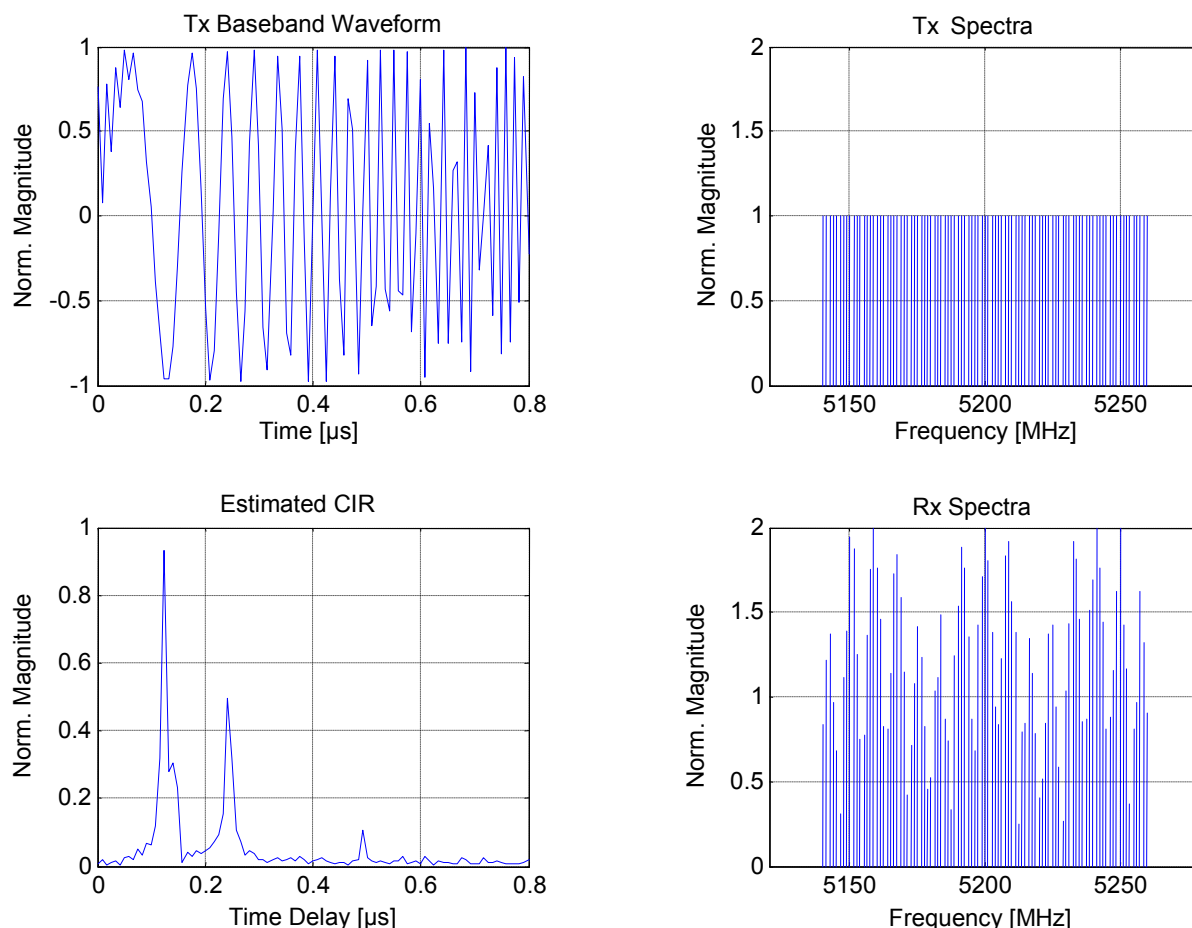 Tx Baseband Waveform
Norm. Magnitude
1
0.5
0
-0.5
-1
0 0.2 0.4 0.6 0.8
Time [µs]
Tx Spectra
Norm. Magnitude
2
1.5
1
0.5
0
5150 5200 5250
Frequency [MHz]
Estimated CIR
Norm. Magnitude
1
0.8
0.6
0.4
0.2
0
0 0.2 0.4 0.6 0.8
Time Delay [µs]
Rx Spectra
Norm. Magnitude
2
1.5
1
0.5
0
5150 5200 5250
Frequency [MHz]